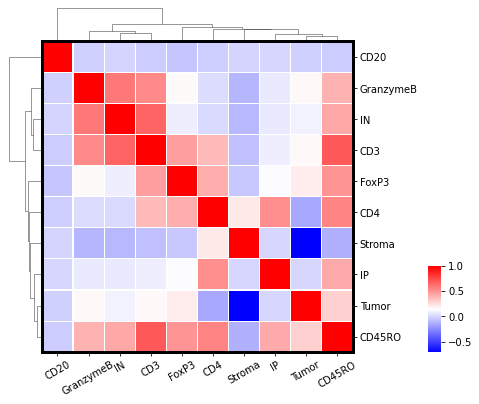 CD20
GranzymeB
IN
CD3
FoxP3
CD4
Stroma
IP
Tumor
CD45RO
1.0
0.5
0.0
−0.5
CD20
GranzymeB
IN
CD3
FoxP3
CD4
Stroma
IP
Tumor
CD45RO